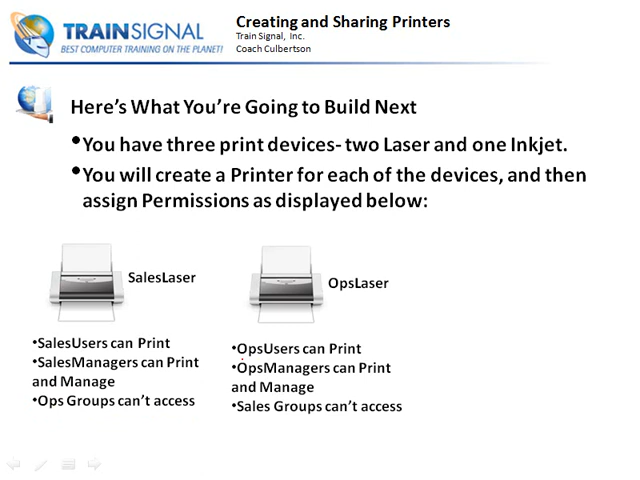 TRAINSIGNAL
BEST COMPUTER TRAINING ON THE PLANET!
Creating and Sharing Printers
Train Signal, Inc.
Coach Culbertson
Here's What You're Going to Build Next
•You have three print devices- two Laser and one Inkjet.
•You will create a Printer for each of the devices, and then
assign Permissions as displayed below:
SalesLaser
•SalesUsers can Print
•SalesManagers can Print
and Manage
•Ops Groups can't access
OpsLaser
•OpsUsers can Print
•OpsManagers can Print
and Manage
•Sales Groups can't access